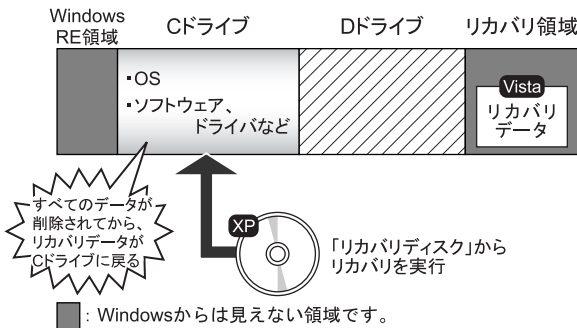 Windows
RE領域
Cドライブ
Dドライブ
リカバリ領域
・OS
・ソフトウェア、
ドライバなど
Vista
リカバリ
データ
すべてのデータが
削除されてから、
リカバリデータが
Cドライブに戻る
XP
「リカバリディスク」から
リカバリを実行
：Windowsからは見えない領域です。